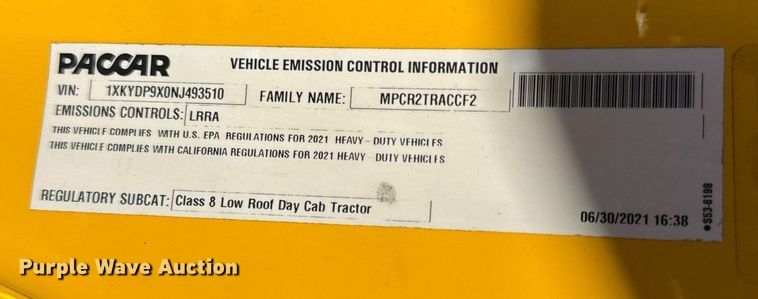 PACCAR
VEHICLE EMISSION CONTROL INFORMATION
VIN: 1XKYDP9X0NJ493510 FAMILY NAME: MPCR2TRACCF2
EMISSIONS CONTROLS: LRRA
THIS VEHICLE COMPLIES WITH U.S. EPA REGULATIONS FOR 2021 HEAVY-DUTY VEHICLES
THIS VEHICLE COMPLIES WITH CALIFORNIA REGULATIONS FOR 2021 HEAVY-DUTY VEHICLES
REGULATORY SUBCAT: Class 8 Low Roof Day Cab Tractor
06/30/2021 16:38
S53-6198
Purple Wave Auction